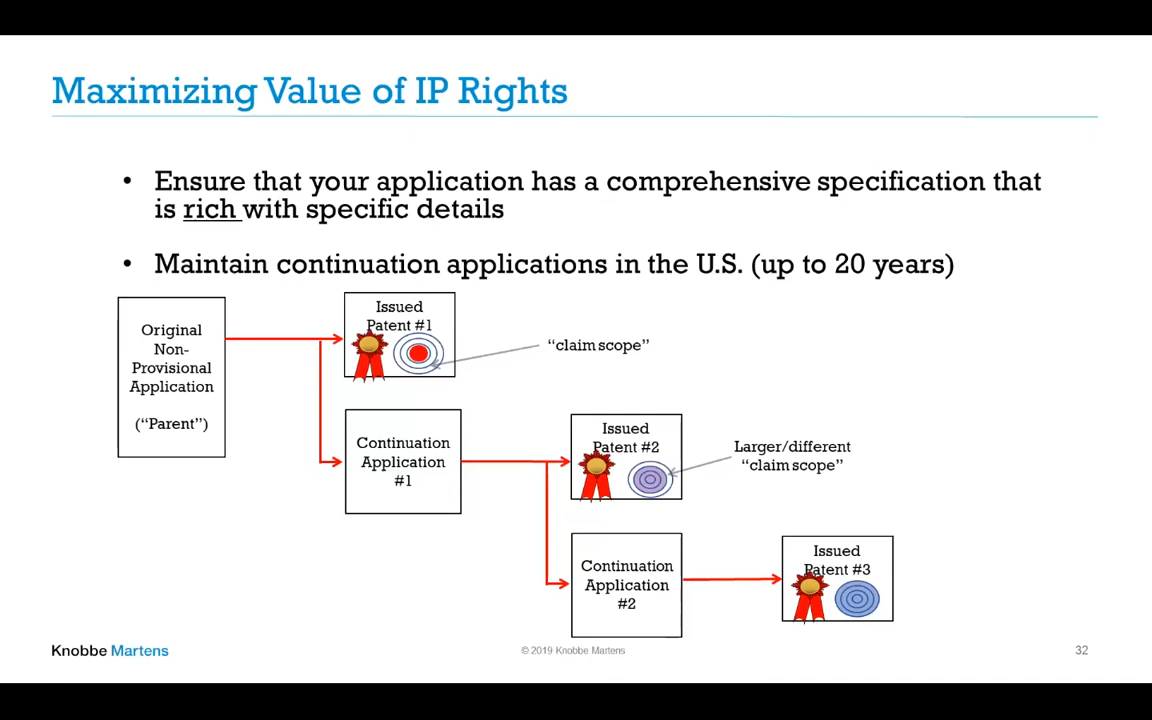 Maximizing Value of IP Rights
• Ensure that your application has a comprehensive specification that
is rich with specific details
• Maintain continuation applications in the U.S. (up to 20 years)
Original
Non-
Provisional
Application
(“Parent”)
Issued
Patent #1
“claim scope”
Continuation
Application
#1
Issued
Patent #2
Larger/different
“claim scope”
Continuation
Application
#2
Issued
Patent #3
Knobbe Martens
© 2019 Knobbe Martens
32